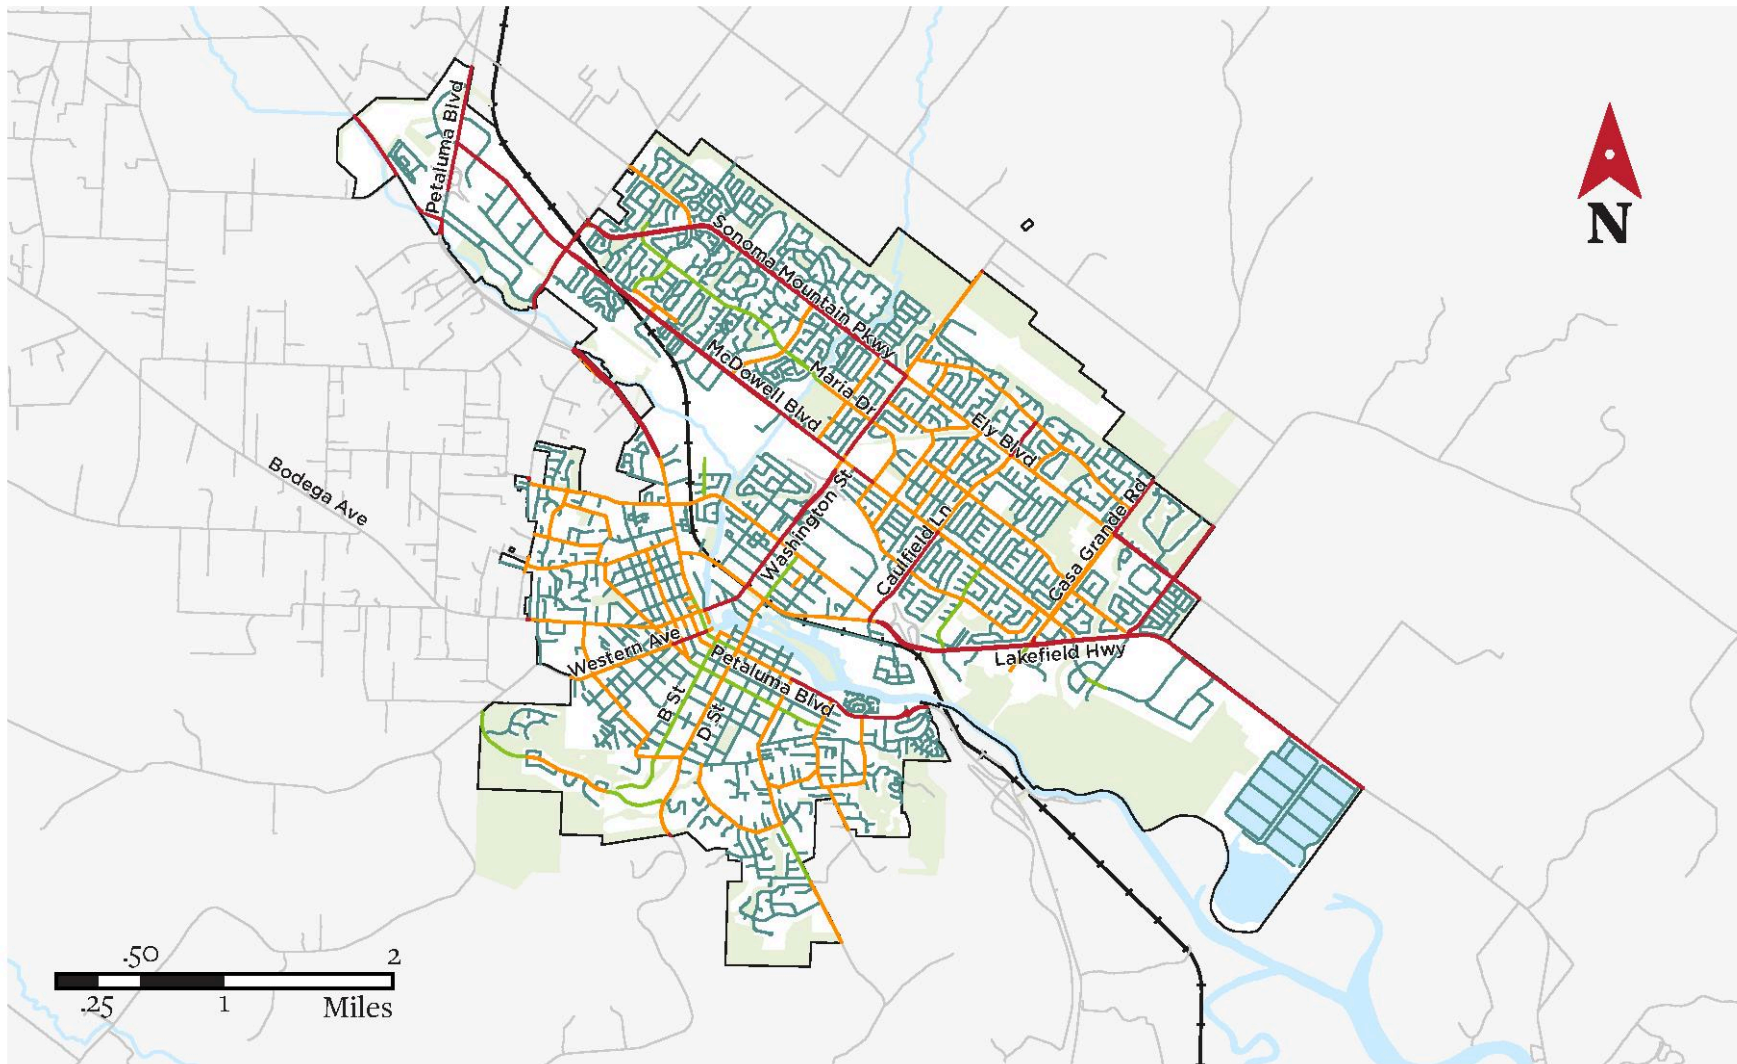 Petaluma Blvd
N
Sonoma Mountain Pkwy
McDowell Blvd
Maria Dr
Ely Blvd
Bodega Ave
Washington St
Caulfield Ln
Casa Grande Rd
Western Ave
Lakefield Hwy
Petaluma Blvd
B St
D St
.50 2
.25 1 Miles